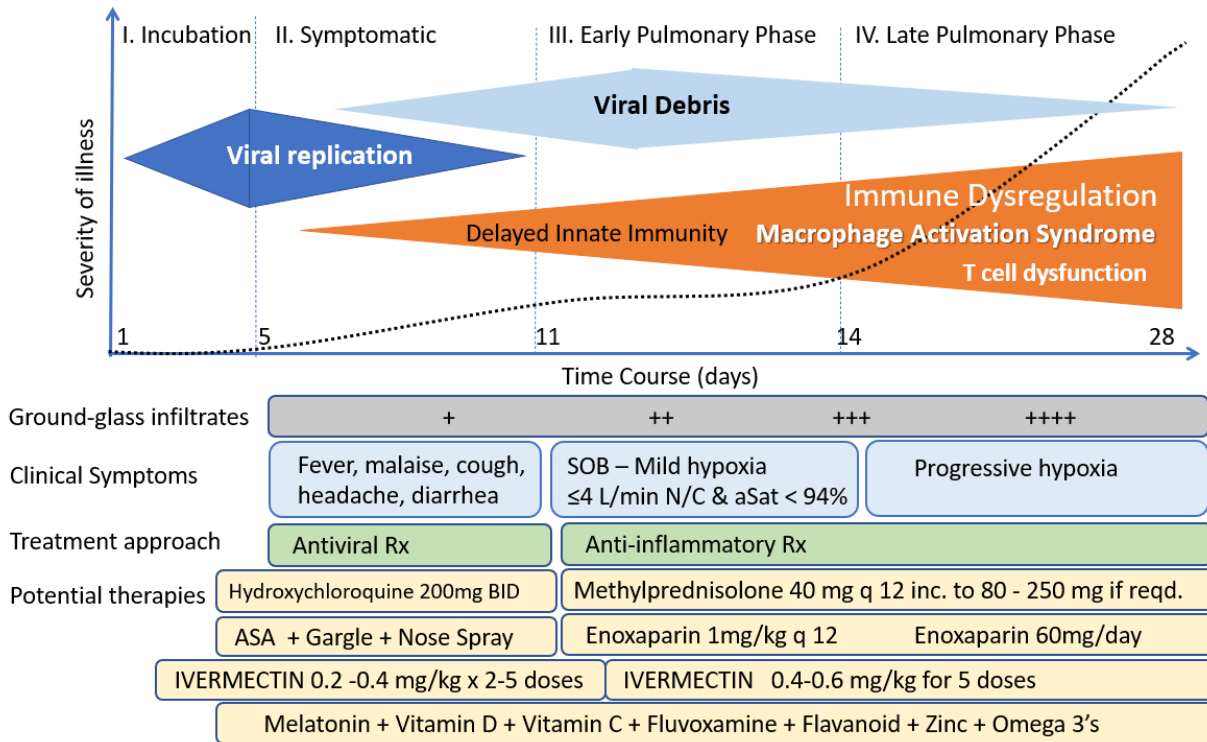 I. Incubation
II. Symptomatic
III. Early Pulmonary Phase
IV. Late Pulmonary Phase
Severity of illness
Viral Debris
Viral replication
Immune Dysregulation
Delayed Innate Immunity
Macrophage Activation Syndrome
T cell dysfunction
1
5
11
14
28
Time Course (days)
Ground-glass infiltrates
+
++
+++
++++
Clinical Symptoms
Fever, malaise, cough,
headache, diarrhea
SOB – Mild hypoxia
≤4 L/min N/C & aSat < 94%
Progressive hypoxia
Treatment approach
Antiviral Rx
Anti-inflammatory Rx
Potential therapies
Hydroxychloroquine 200mg BID
Methylprednisolone 40 mg q 12 inc. to 80 - 250 mg if reqd.
ASA + Gargle + Nose Spray
Enoxaparin 1mg/kg q 12
Enoxaparin 60mg/day
IVERMECTIN 0.2 -0.4 mg/kg x 2-5 doses
IVERMECTIN 0.4-0.6 mg/kg for 5 doses
Melatonin + Vitamin D + Vitamin C + Fluvoxamine + Flavanoid + Zinc + Omega 3's